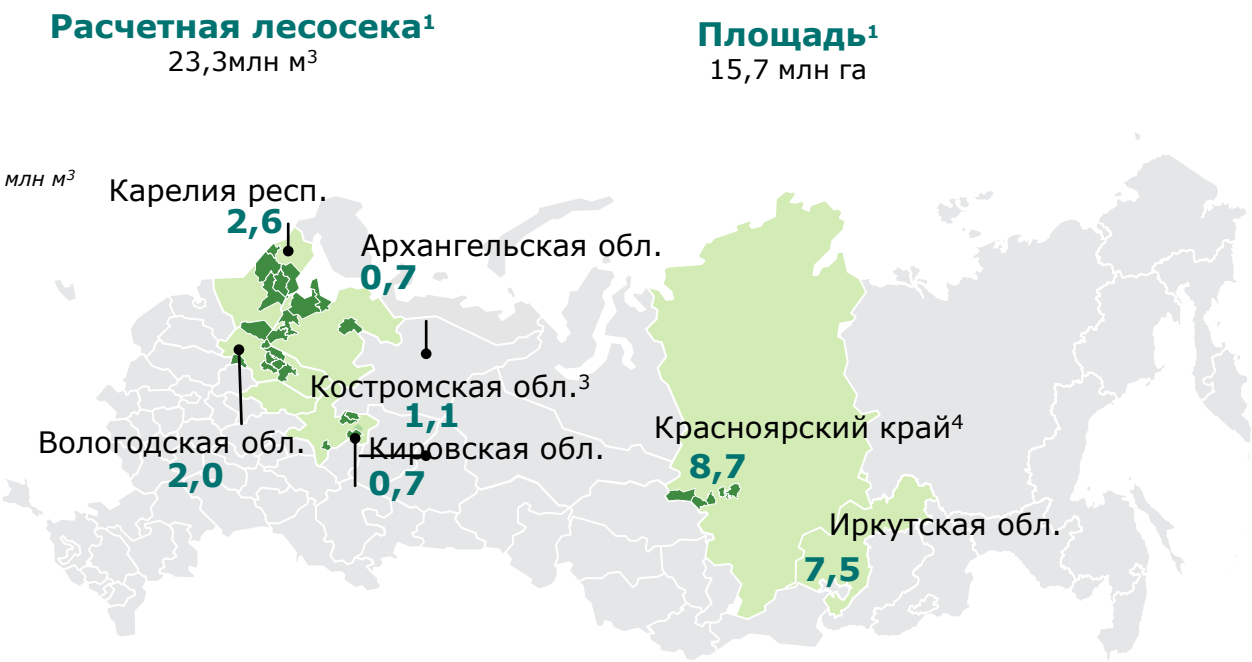 Расчетная лесосека¹
23,3млн м³
Площадь¹
15,7 млн га
млн м³
Карелия респ.
2,6
Архангельская обл.
0,7
Костромская обл.³
1,1
Вологодская обл.
2,0
Кировская обл.
0,7
Красноярский край⁴
8,7
Иркутская обл.
7,5